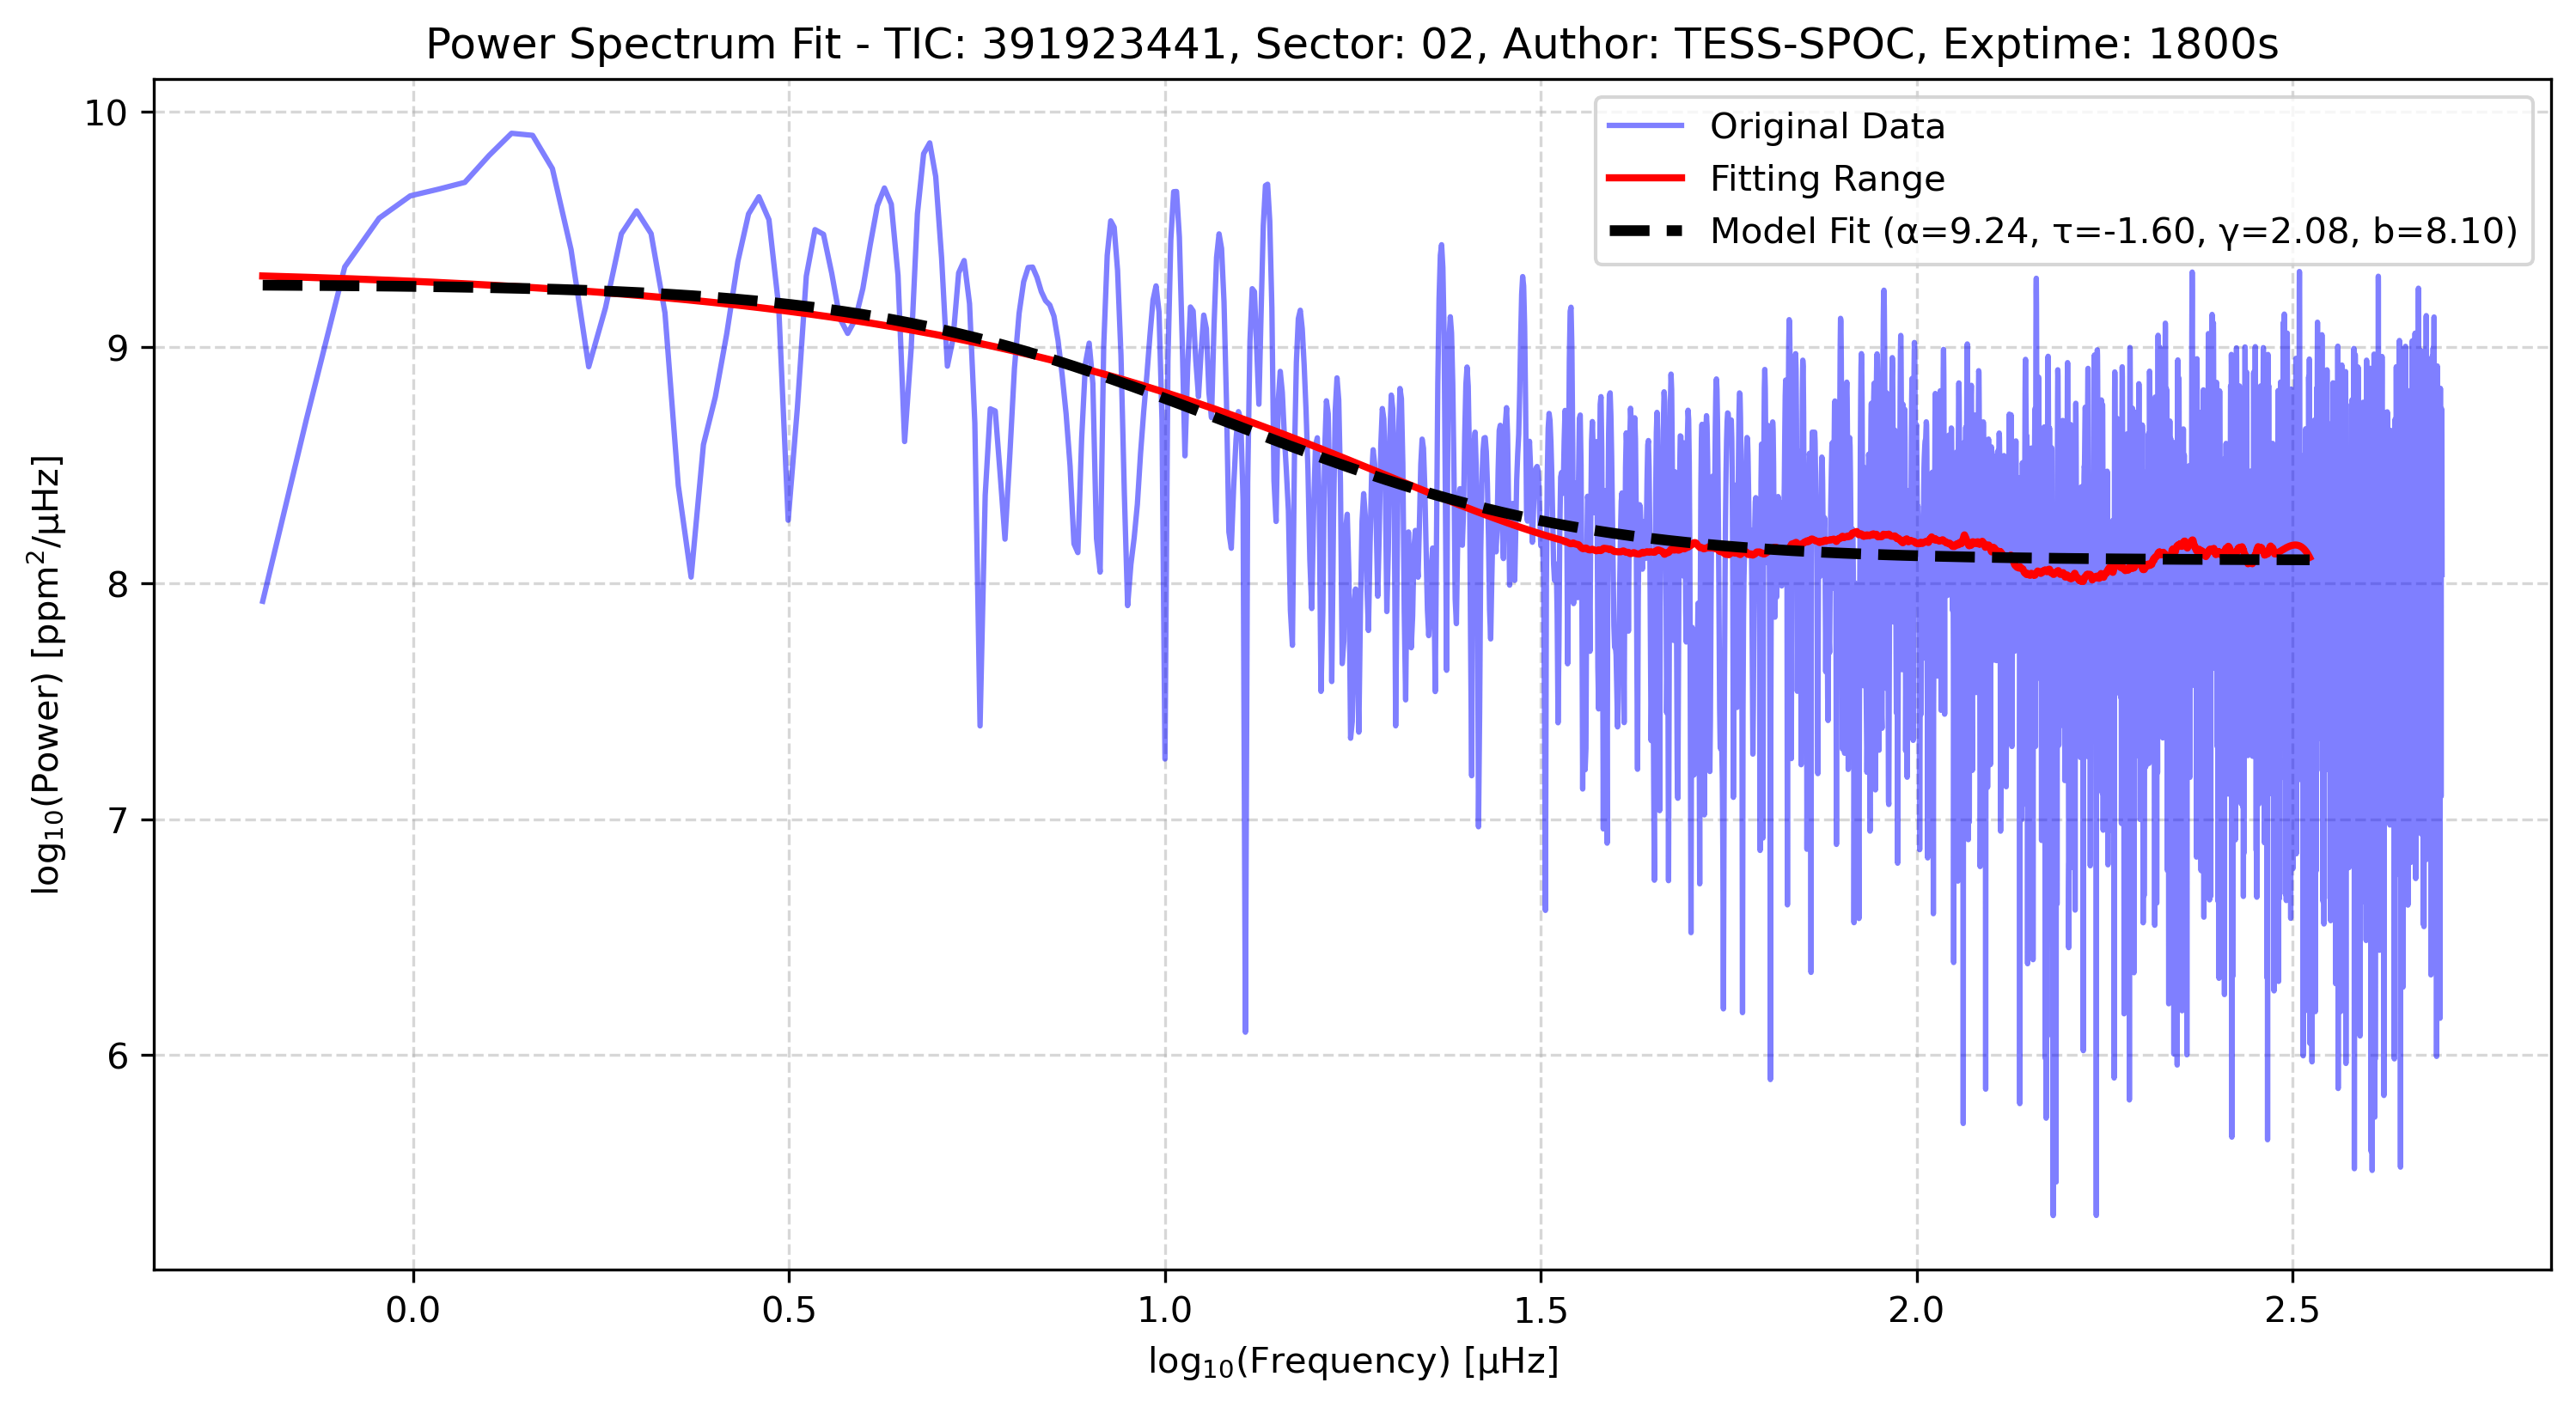 Power Spectrum Fit - TIC: 391923441, Sector: 02, Author: TESS-SPOC, Exptime: 1800s
Original Data
Fitting Range
Model Fit (α=9.24, τ=-1.60, γ=2.08, b=8.10)
log₁₀(Power) [ppm²/μHz]
10
9
8
7
6
0.0 0.5 1.0 1.5 2.0 2.5
log₁₀(Frequency) [μHz]